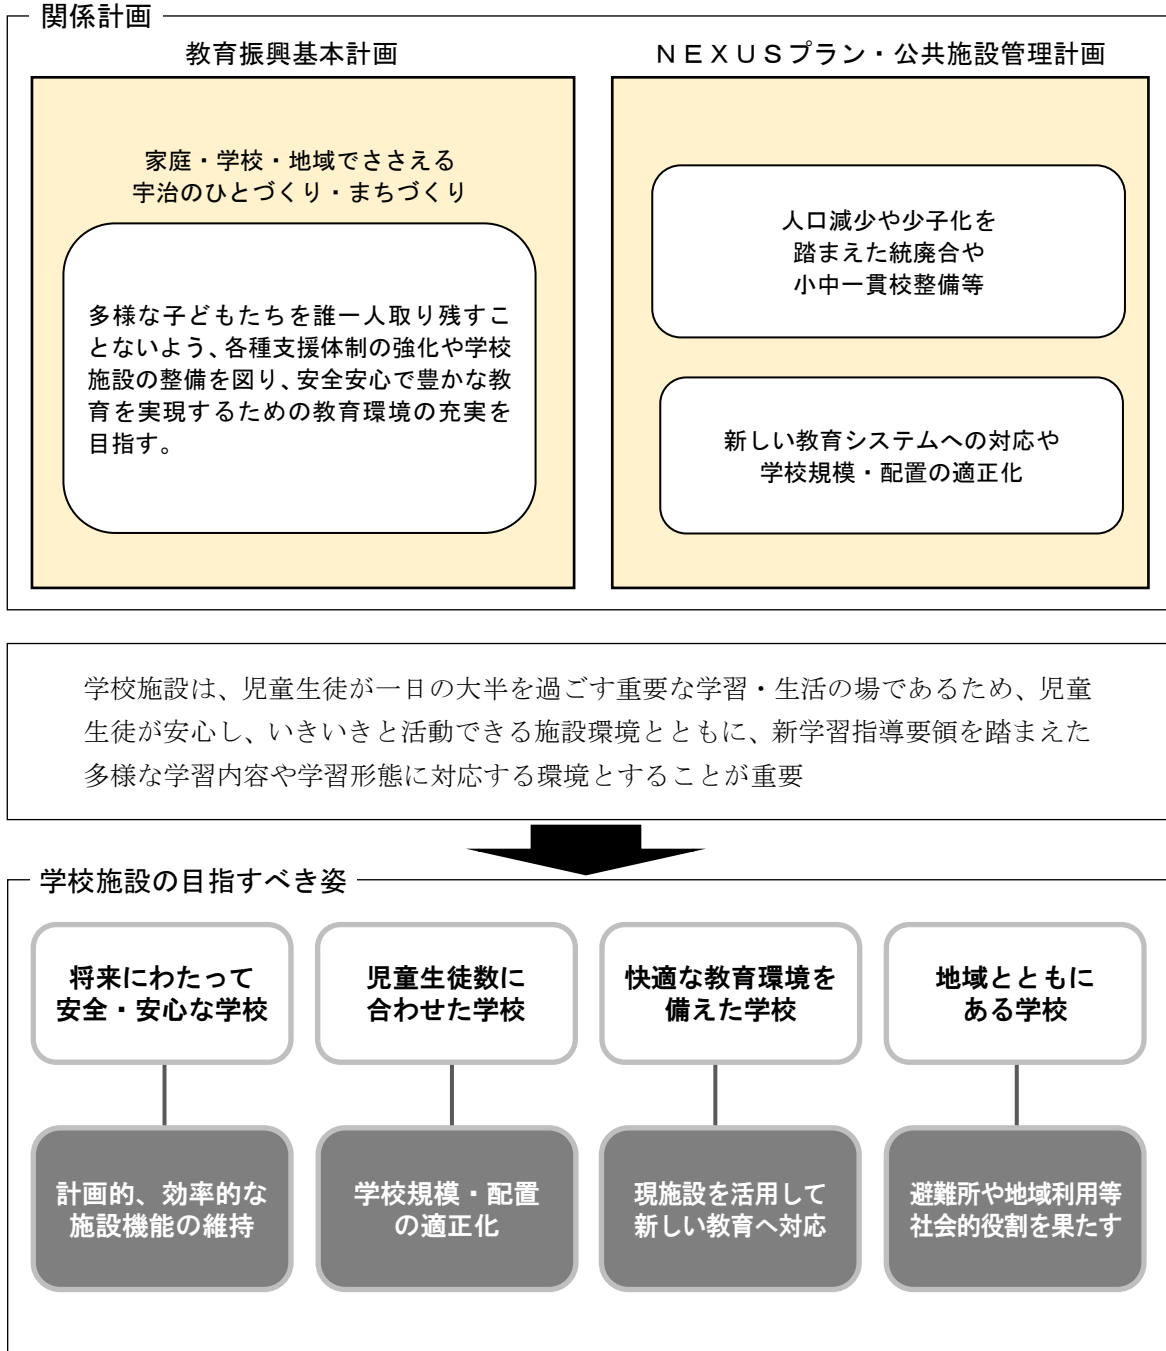 関係計画
教育振興基本計画
家庭・学校・地域でささえる
宇治のひとづくり・まちづくり
多様な子どもたちを誰一人取り残すこ
とないよう、各種支援体制の強化や学校
施設の整備を図り、安全安心で豊かな教
育を実現するための教育環境の充実を
目指す。
ＮＥＸＵＳプラン・公共施設管理計画
人口減少や少子化を
踏まえた統廃合や
小中一貫校整備等
新しい教育システムへの対応や
学校規模・配置の適正化
学校施設は、児童生徒が一日の大半を過ごす重要な学習・生活の場であるため、児童
生徒が安心し、いきいきと活動できる施設環境とともに、新学習指導要領を踏まえた
多様な学習内容や学習形態に対応する環境とすることが重要
学校施設の目指すべき姿
将来にわたって
安全・安心な学校
児童生徒数に
合わせた学校
快適な教育環境を
備えた学校
地域とともに
ある学校
計画的、効率的な
施設機能の維持
学校規模・配置
の適正化
現施設を活用して
新しい教育へ対応
避難所や地域利用等
社会的役割を果たす